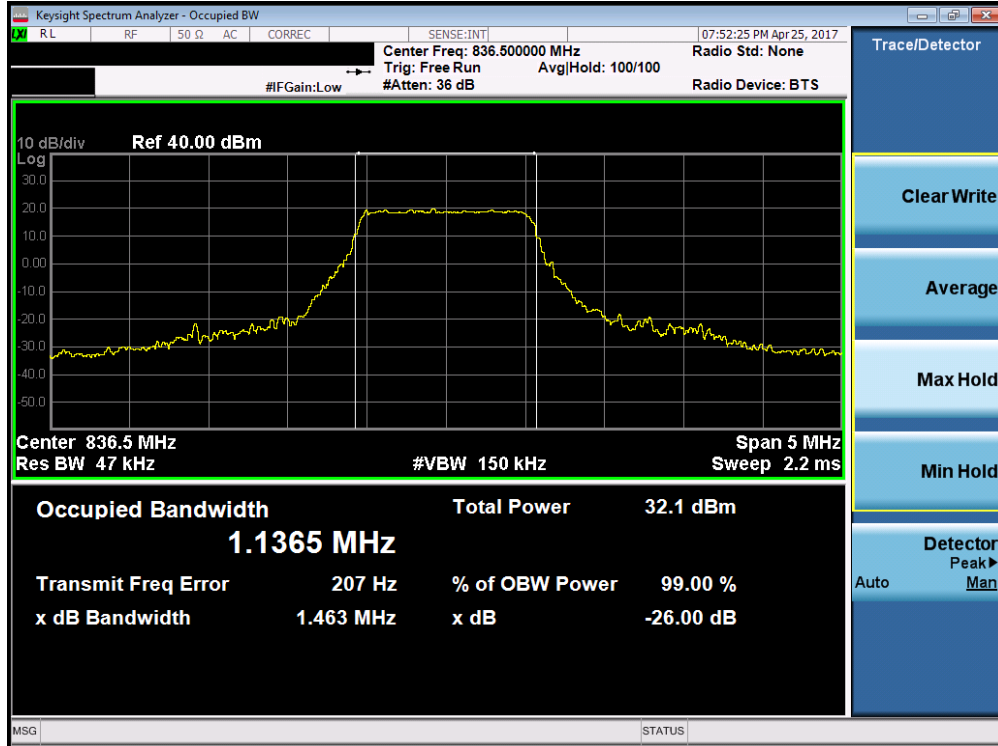 Keysight Spectrum Analyzer - Occupied BW
LXI RL RF 50 Ω AC CORREC SENSE:INT 07:52:25 PM Apr 25, 2017
Center Freq: 836.500000 MHz Radio Std: None
Trig: Free Run Avg|Hold: 100/100
#IFGain:Low #Atten: 36 dB Radio Device: BTS
10 dB/div Ref 40.00 dBm
Log
30.0
20.0
10.0
0.00
-10.0
-20.0
-30.0
-40.0
-50.0
Center 836.5 MHz Span 5 MHz
Res BW 47 kHz #VBW 150 kHz Sweep 2.2 ms
Occupied Bandwidth Total Power 32.1 dBm
1.1365 MHz
Transmit Freq Error 207 Hz % of OBW Power 99.00 %
x dB Bandwidth 1.463 MHz x dB -26.00 dB
MSG STATUS
Trace/Detector
Clear Write
Average
Max Hold
Min Hold
Detector
Peak▶
Auto Man